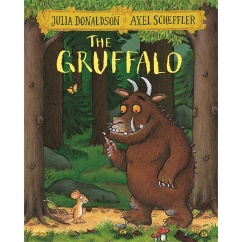 JULIA DONALDSON • AXEL SCHEFFLER
THE
GRUFFALO